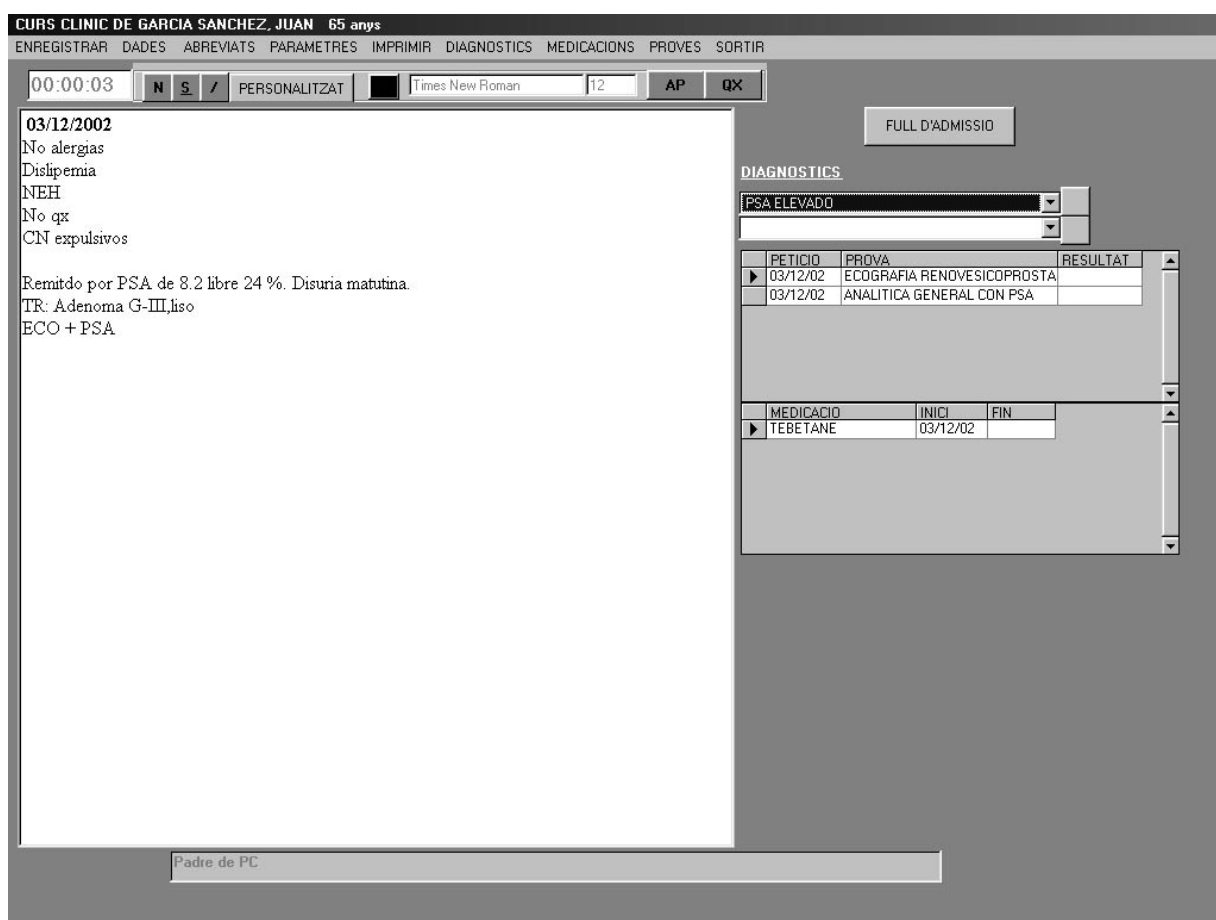 CURS CLINIC DE GARCIA SANCHEZ, JUAN 65 anys
ENREGISTRAR DADES ABREVIATS PARAMETRES IMPRIMIR DIAGNOSTICS MEDICACIONS PROVES SORTIR
00:00:03 N S / PERSONALITZAT Times New Roman 12 AP QX
03/12/2002
No alergias
Dislipemia
NEH
No qx
CN expulsivos
Remitdo por PSA de 8.2 libre 24 %. Disuria matutina.
TR: Adenoma G-III,liso
ECO + PSA
FULL D'ADMISSIO
DIAGNOSTICS
PSA ELEVADO
PETICIO PROVA RESULTAT
03/12/02 ECOGRAFIA RENOVESICOPROSTA
03/12/02 ANALITICA GENERAL CON PSA
MEDICACIO INICI FIN
TEBETANE 03/12/02
Padre de PC